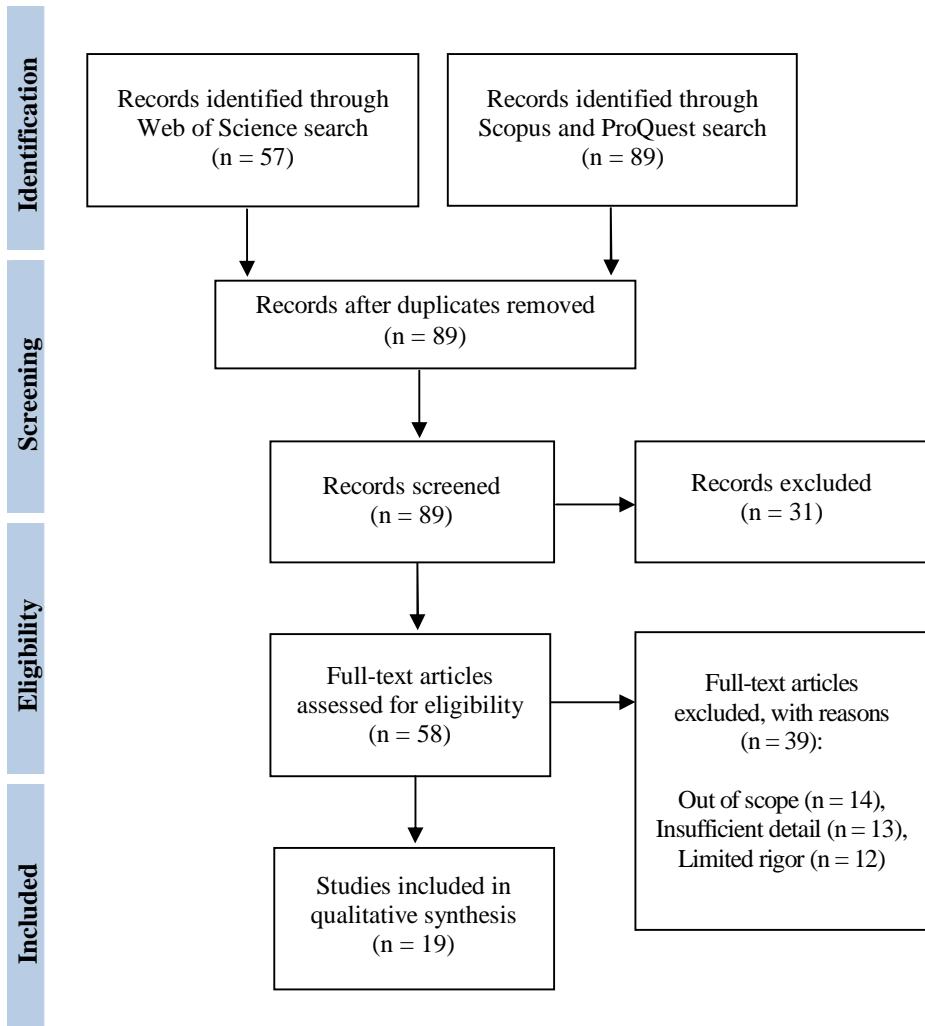 Identification
Records identified through
Web of Science search
(n = 57)
Records identified through
Scopus and ProQuest search
(n = 89)
Screening
Records after duplicates removed
(n = 89)
Records screened
(n = 89)
Records excluded
(n = 31)
Eligibility
Full-text articles
assessed for eligibility
(n = 58)
Full-text articles
excluded, with reasons
(n = 39):
Out of scope (n = 14),
Insufficient detail (n = 13),
Limited rigor (n = 12)
Included
Studies included in
qualitative synthesis
(n = 19)